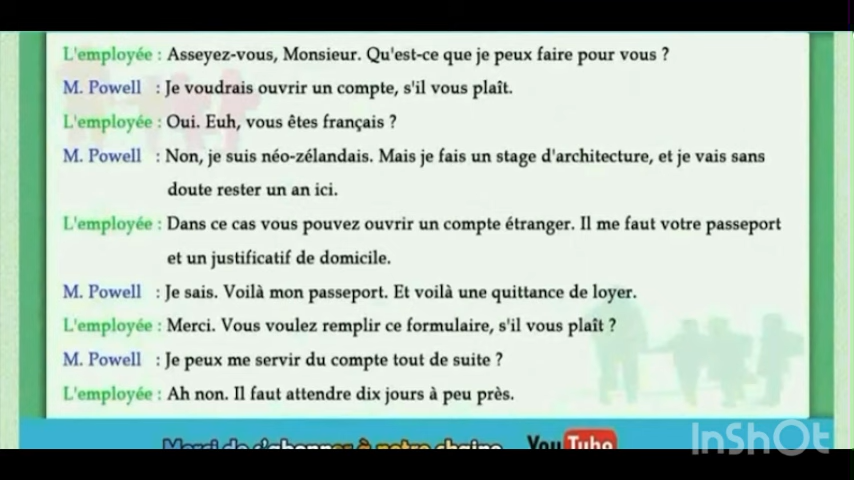 L'employée : Asseyez-vous, Monsieur. Qu'est-ce que je peux faire pour vous ?
M. Powell : Je voudrais ouvrir un compte, s'il vous plaît.
L'employée : Oui. Euh, vous êtes français ?
M. Powell : Non, je suis néo-zélandais. Mais je fais un stage d'architecture, et je vais sans
doute rester un an ici.
L'employée : Dans ce cas vous pouvez ouvrir un compte étranger. Il me faut votre passeport
et un justificatif de domicile.
M. Powell : Je sais. Voilà mon passeport. Et voilà une quittance de loyer.
L'employée : Merci. Vous voulez remplir ce formulaire, s'il vous plaît ?
M. Powell : Je peux me servir du compte tout de suite ?
L'employée : Ah non. Il faut attendre dix jours à peu près.
Merci de s'abonner à notre chaine YouTube
InShOt